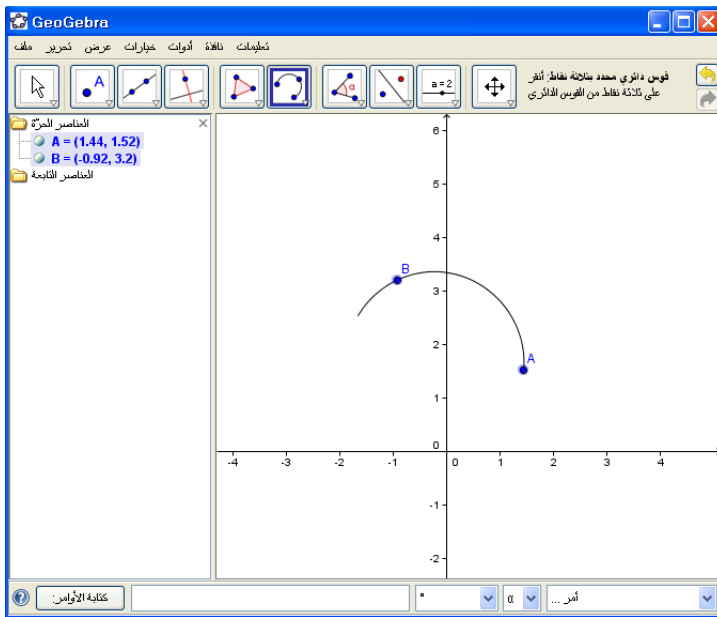 GeoGebra
ملف تحرير عرض خيارات أدوات نافذة تعليمات
A
α
a = 2
قوس دائري محدد بثلاثة نقاط: أنقر
على ثلاثة نقاط من القوس الدائري
العناصر الحرّة
A = (1.44, 1.52)
B = (-0.92, 3.2)
العناصر التابعة
6
5
4
3
2
1
0
-1
-2
-4 -3 -2 -1 0 1 2 3 4
B
A
كتابة الأوامر:
°
α
أمر ...